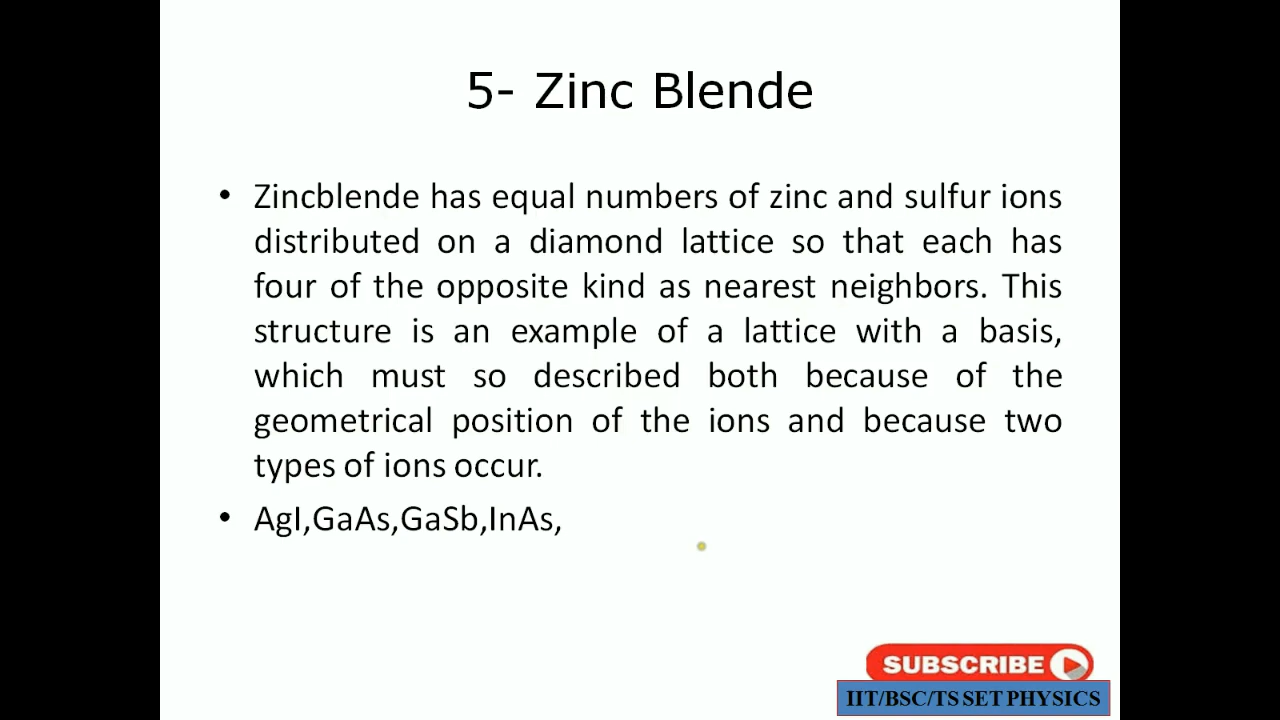 5- Zinc Blende
• Zincblende has equal numbers of zinc and sulfur ions
distributed on a diamond lattice so that each has
four of the opposite kind as nearest neighbors. This
structure is an example of a lattice with a basis,
which must so described both because of the
geometrical position of the ions and because two
types of ions occur.
• AgI,GaAs,GaSb,InAs,
SUBSCRIBE
IIT/BSC/TS SET PHYSICS